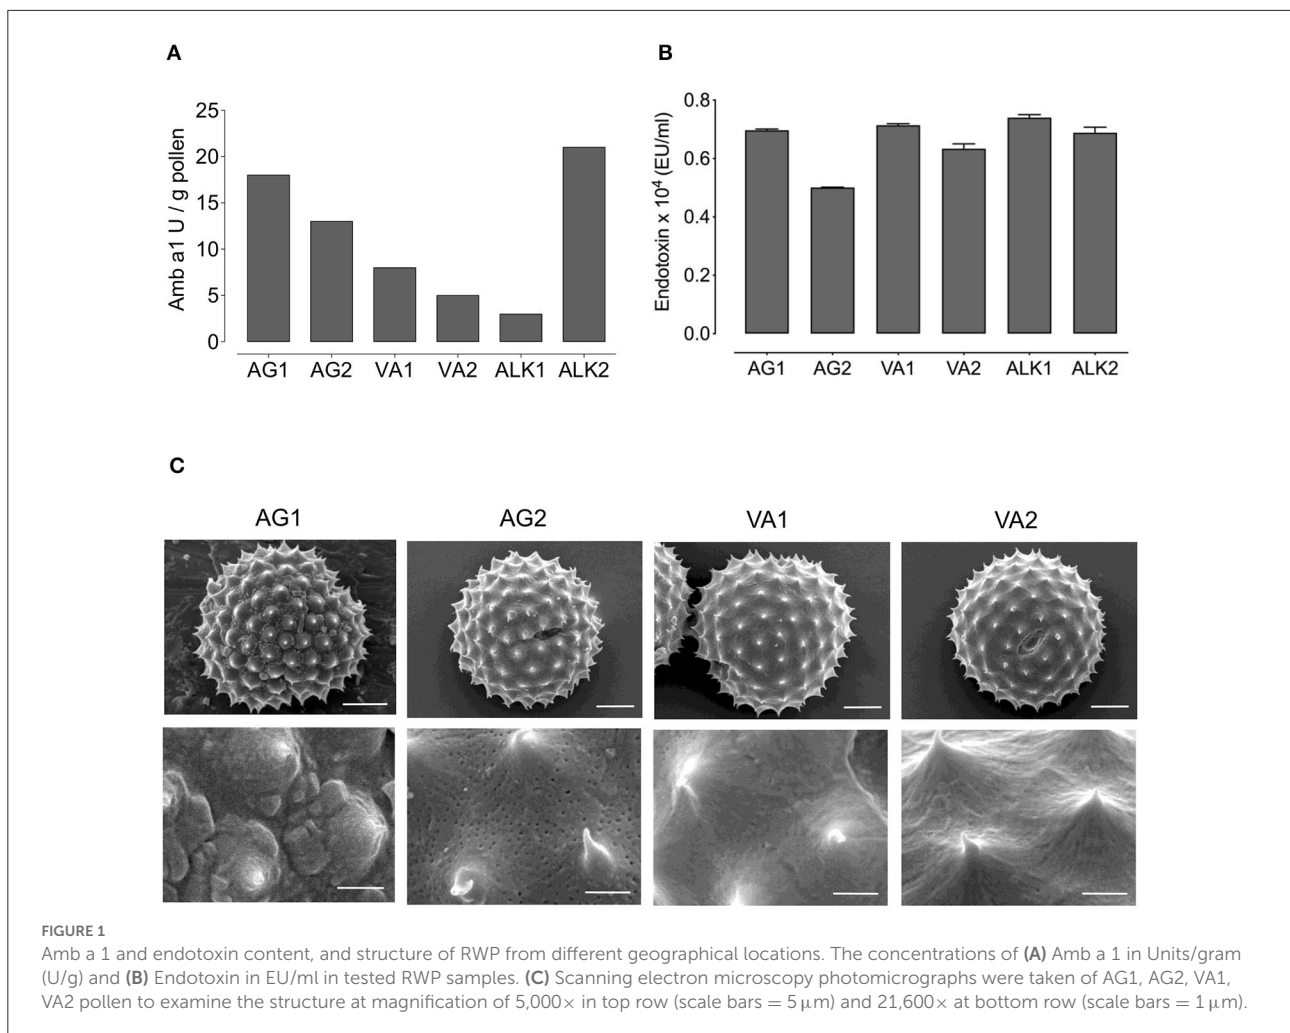 A
B
25
20
15
10
5
0
Amb a1 U / g pollen
AG1 AG2 VA1 VA2 ALK1 ALK2
0.8
0.6
0.4
0.2
0.0
Endotoxin x 10⁴ (EU/ml)
AG1 AG2 VA1 VA2 ALK1 ALK2
C
AG1 AG2 VA1 VA2
FIGURE 1
Amb a 1 and endotoxin content, and structure of RWP from different geographical locations. The concentrations of (A) Amb a 1 in Units/gram
(U/g) and (B) Endotoxin in EU/ml in tested RWP samples. (C) Scanning electron microscopy photomicrographs were taken of AG1, AG2, VA1,
VA2 pollen to examine the structure at magnification of 5,000× in top row (scale bars = 5 μm) and 21,600× at bottom row (scale bars = 1 μm).